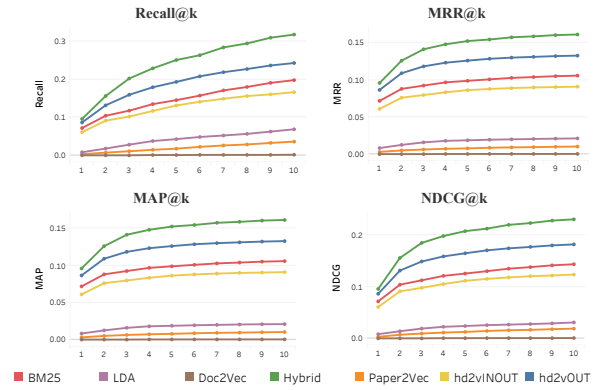 Recall@k
MRR@k
Recall
0.3
0.2
0.1
0.0
1 2 3 4 5 6 7 8 9 10
MRR
0.15
0.10
0.05
0.00
1 2 3 4 5 6 7 8 9 10
MAP@k
NDCG@k
MAP
0.15
0.10
0.05
0.00
1 2 3 4 5 6 7 8 9 10
NDCG
0.2
0.1
0.0
1 2 3 4 5 6 7 8 9 10
BM25 LDA Doc2Vec Hybrid Paper2Vec hd2vINOUT hd2vOUT